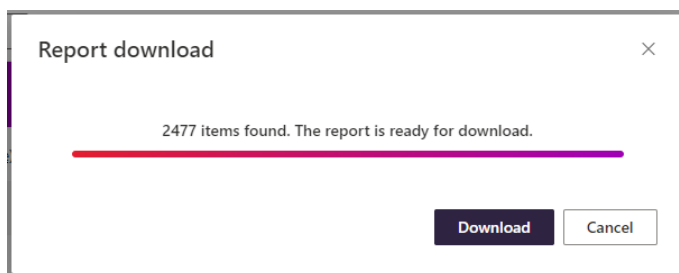 Report download
2477 items found. The report is ready for download.
Download
Cancel